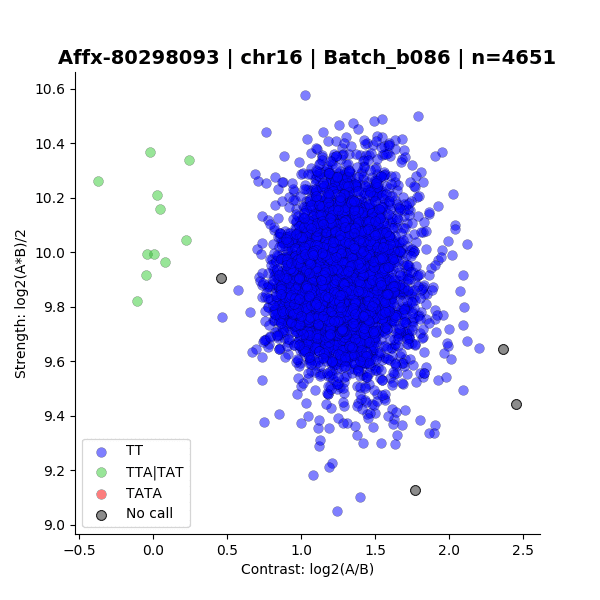 Affx-80298093 | chr16 | Batch_b086 | n=4651
Strength: log2(A*B)/2
10.6
10.4
10.2
10.0
9.8
9.6
9.4
9.2
9.0
TT
TTA|TAT
TATA
No call
−0.5 0.0 0.5 1.0 1.5 2.0 2.5
Contrast: log2(A/B)